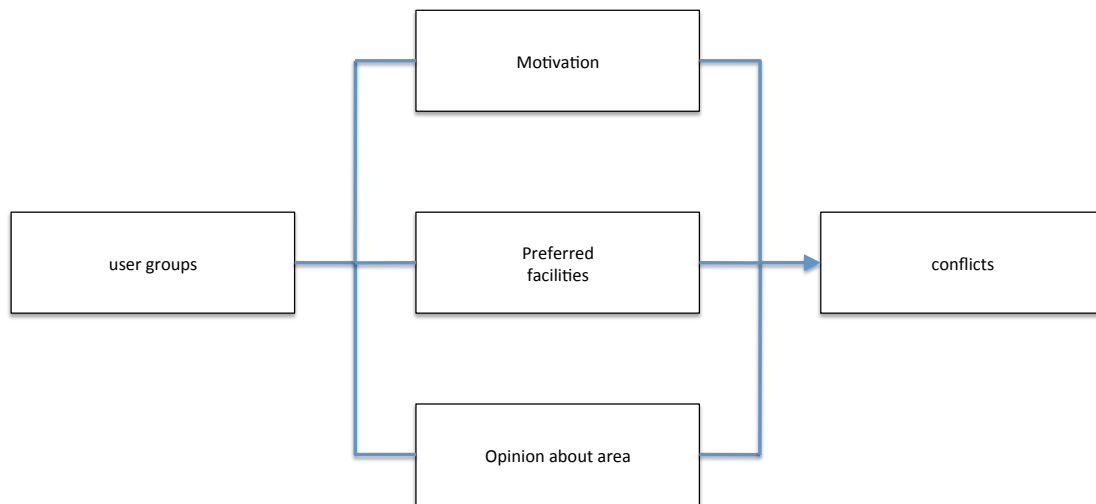 Motivation
user groups
Preferred
facilities
conflicts
Opinion about area